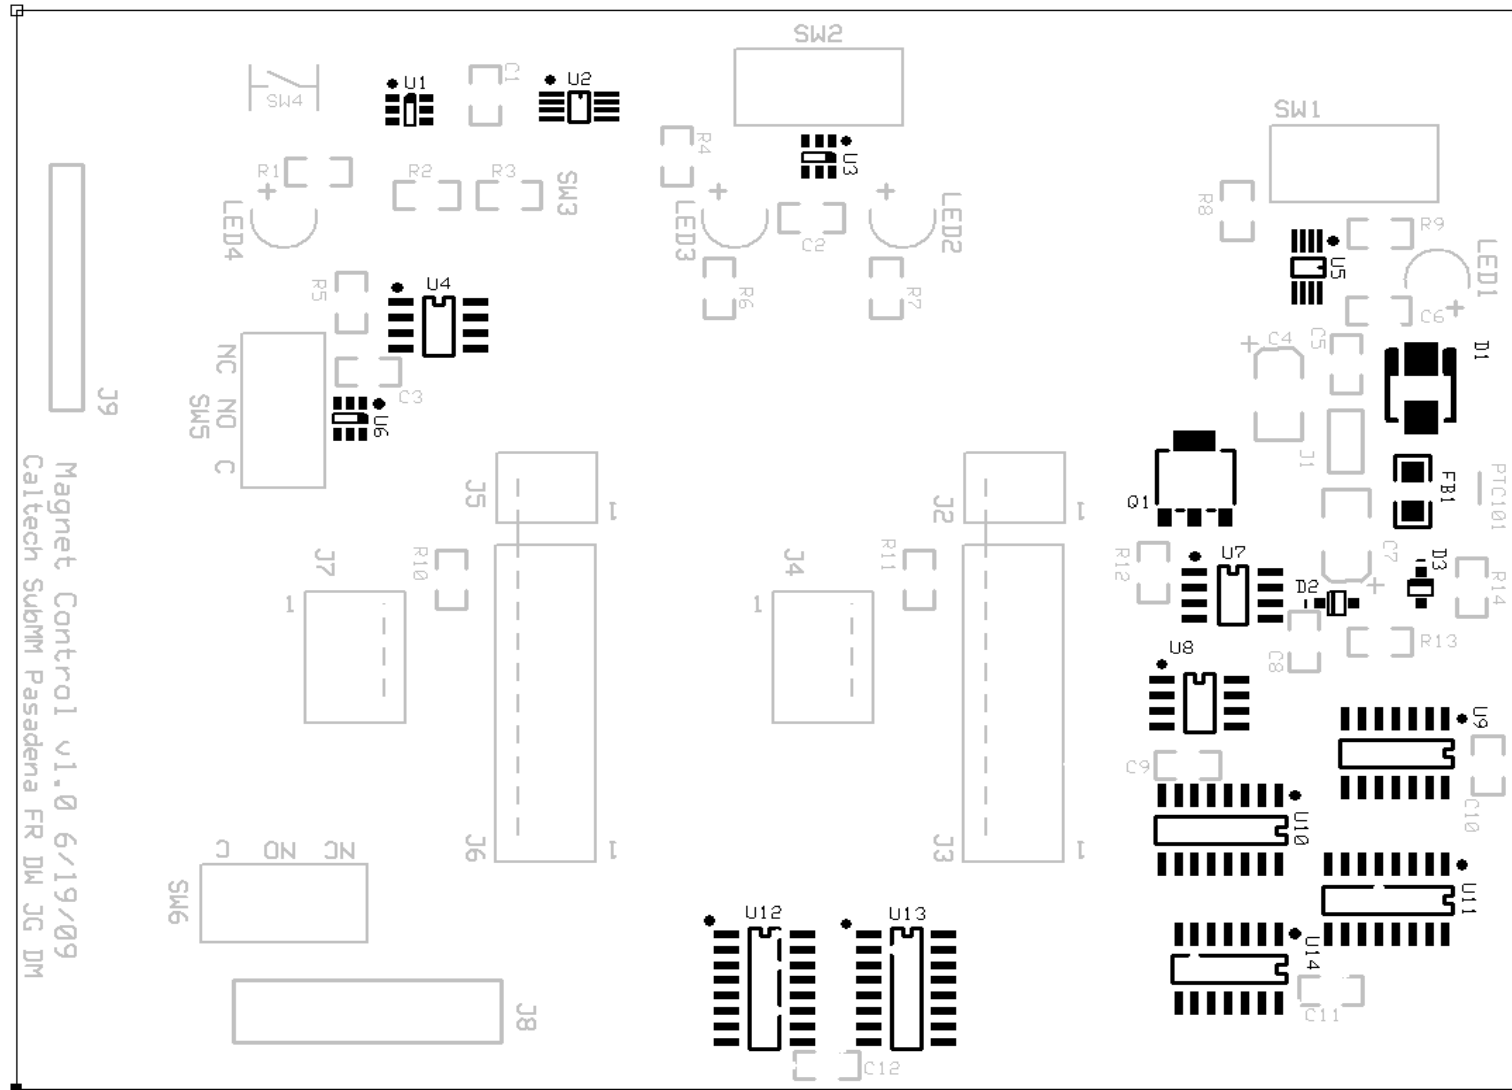 SW2
SW4
C1
U1
U2
SW1
R4
U3
R1
R2
R3
SW3
LED4
LED3
C2
LED2
R8
R9
U5
LED1
R5
U4
R6
R7
C6
C4
C5
D1
NC
NO
C
SW5
C3
U6
J9
J1
J5
1
J2
1
Q1
FB1
PTC101
Magnet Control v1.0 6/19/09
Caltech SubMM Pasadena FR DW JG DM
J7
1
R10
J4
1
R11
R12
U7
C7
D3
D2
R14
R13
C8
U8
U9
C9
C10
U10
J6
1
J3
1
C
NO
NC
SW6
U11
U12
U13
U14
J8
C11
C12